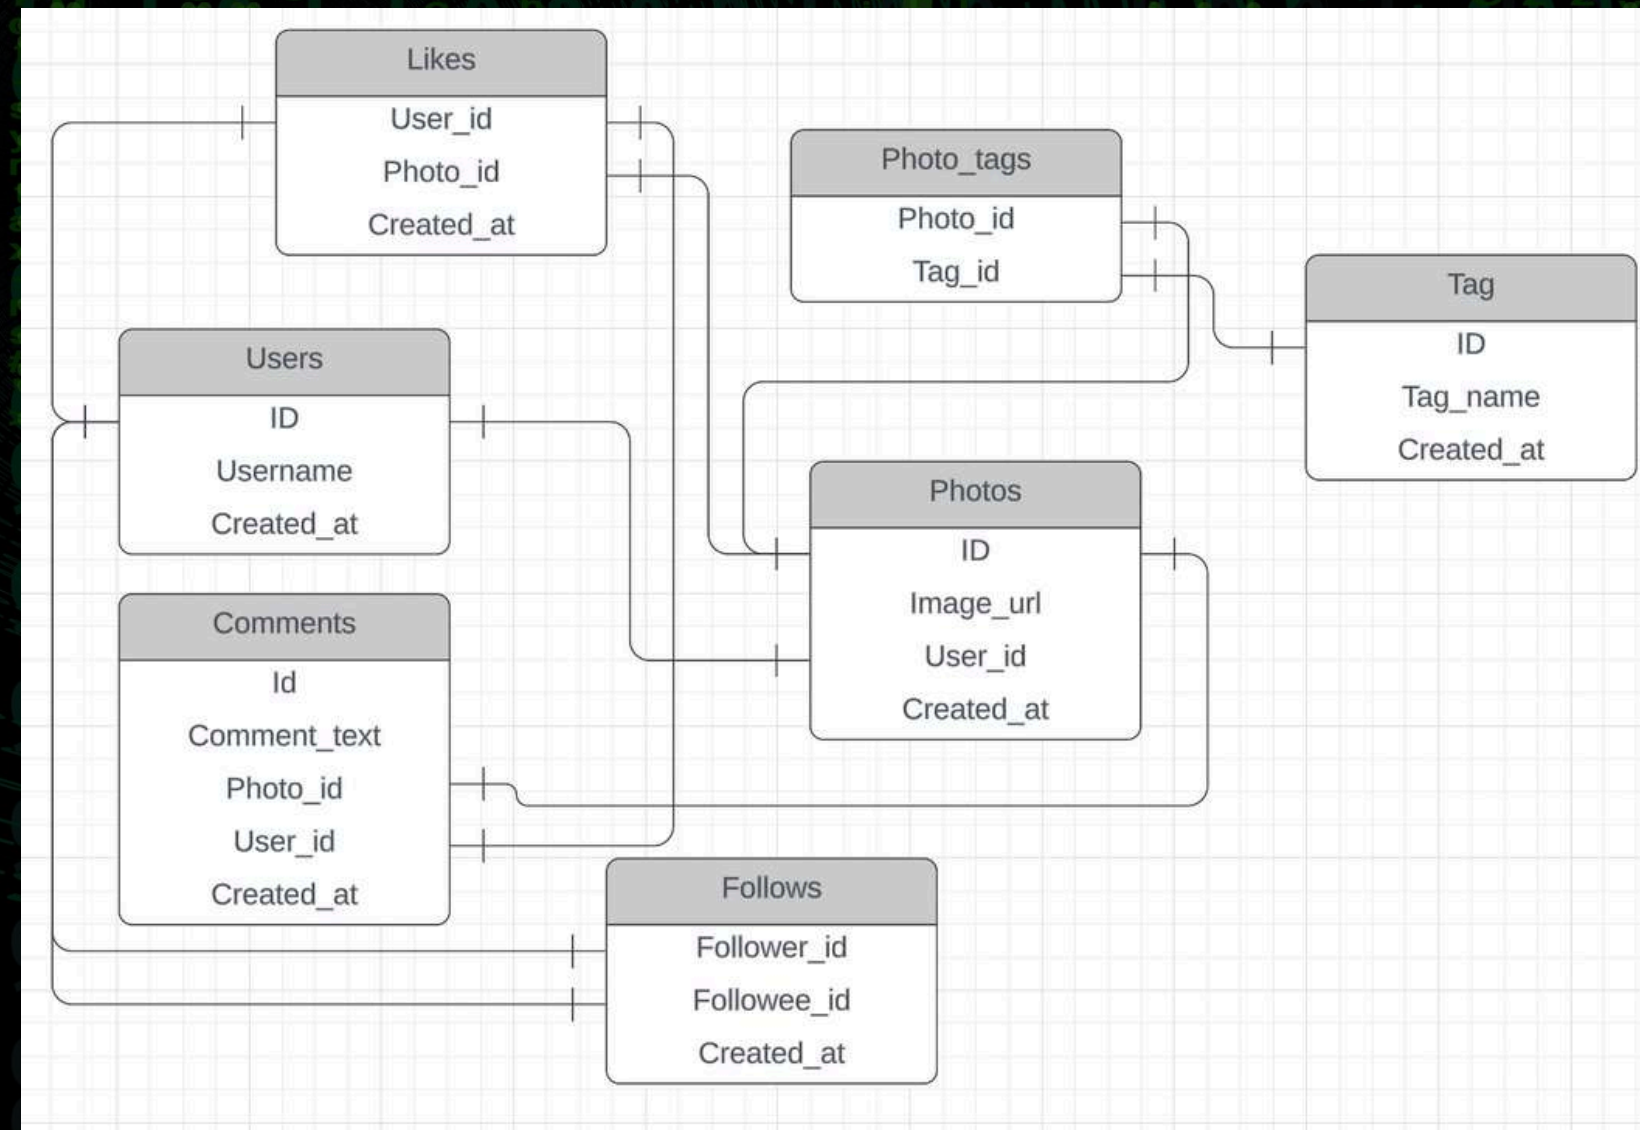 Likes
User_id
Photo_id
Created_at
Photo_tags
Photo_id
Tag_id
Tag
ID
Tag_name
Created_at
Users
ID
Username
Created_at
Photos
ID
Image_url
User_id
Created_at
Comments
Id
Comment_text
Photo_id
User_id
Created_at
Follows
Follower_id
Followee_id
Created_at